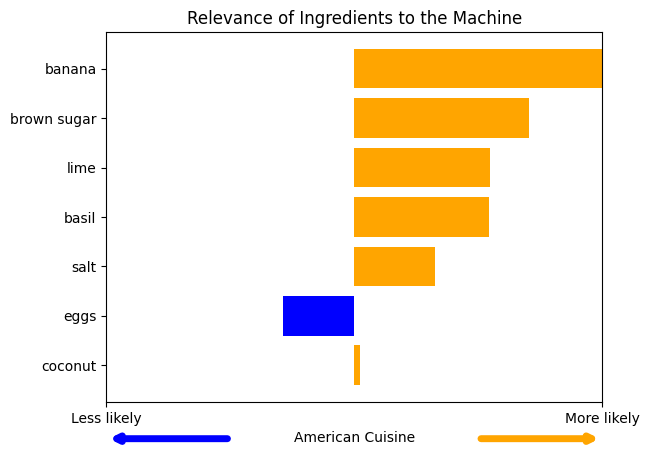 Relevance of Ingredients to the Machine
banana
brown sugar
lime
basil
salt
eggs
coconut
Less likely
More likely
American Cuisine